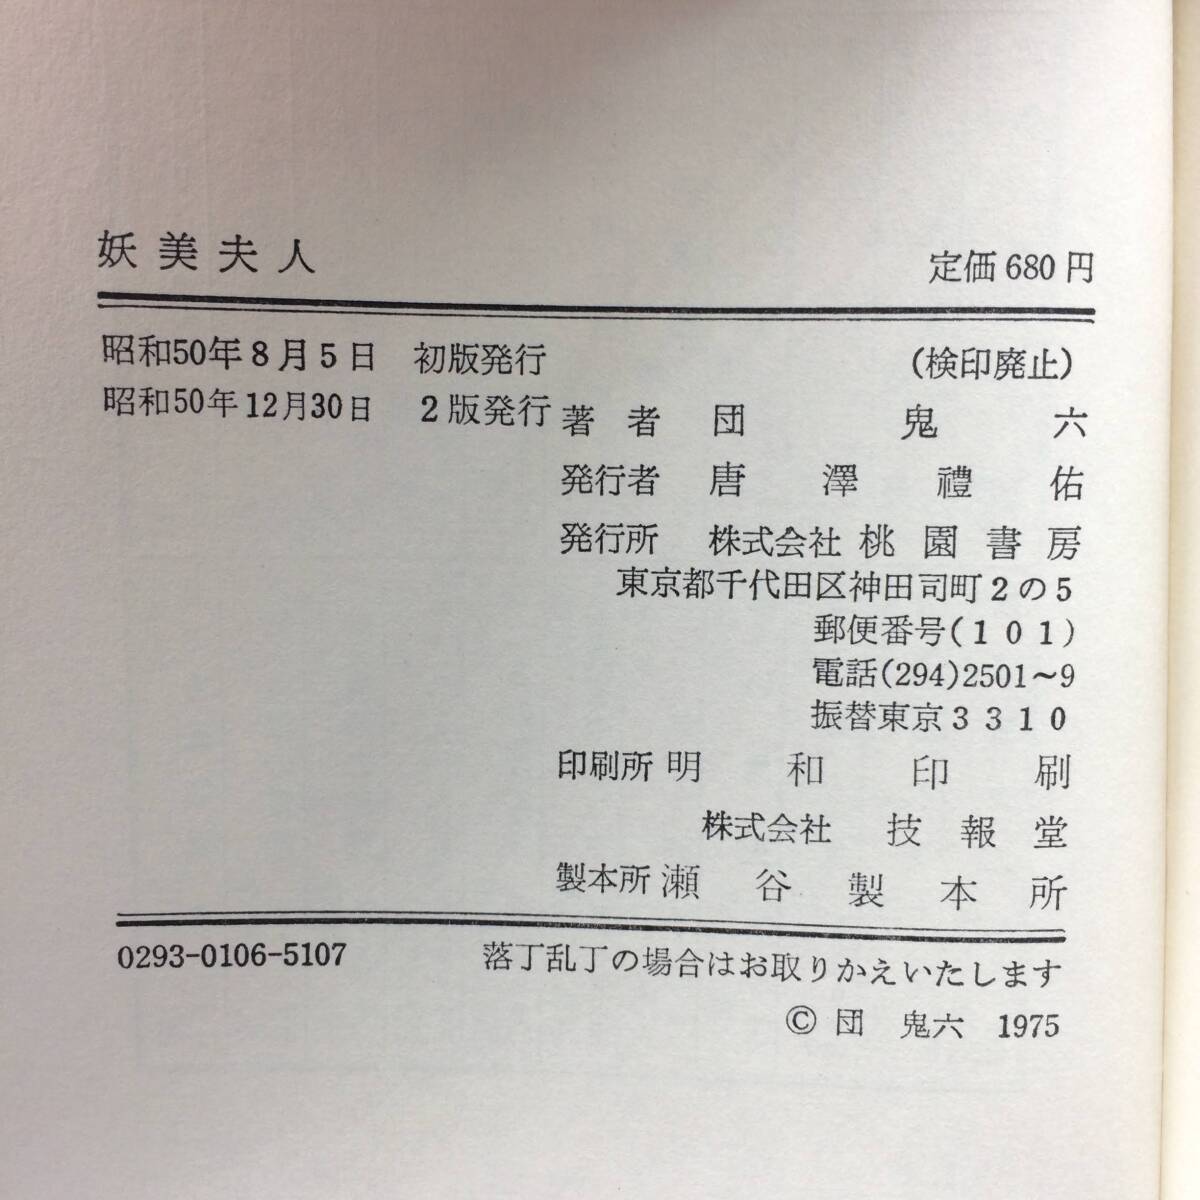 妖美夫人
定価680円
昭和50年8月5日 初版発行
(検印廃止)
昭和50年12月30日 2版発行
著者 団鬼六
発行者 唐澤禮佑
発行所 株式会社桃園書房
東京都千代田区神田司町2の5
郵便番号(101)
電話(294)2501〜9
振替東京3310
印刷所 明和印刷
株式会社 技報堂
製本所 瀬谷製本所
0293-0106-5107
落丁乱丁の場合はお取りかえいたします
© 団 鬼六 1975